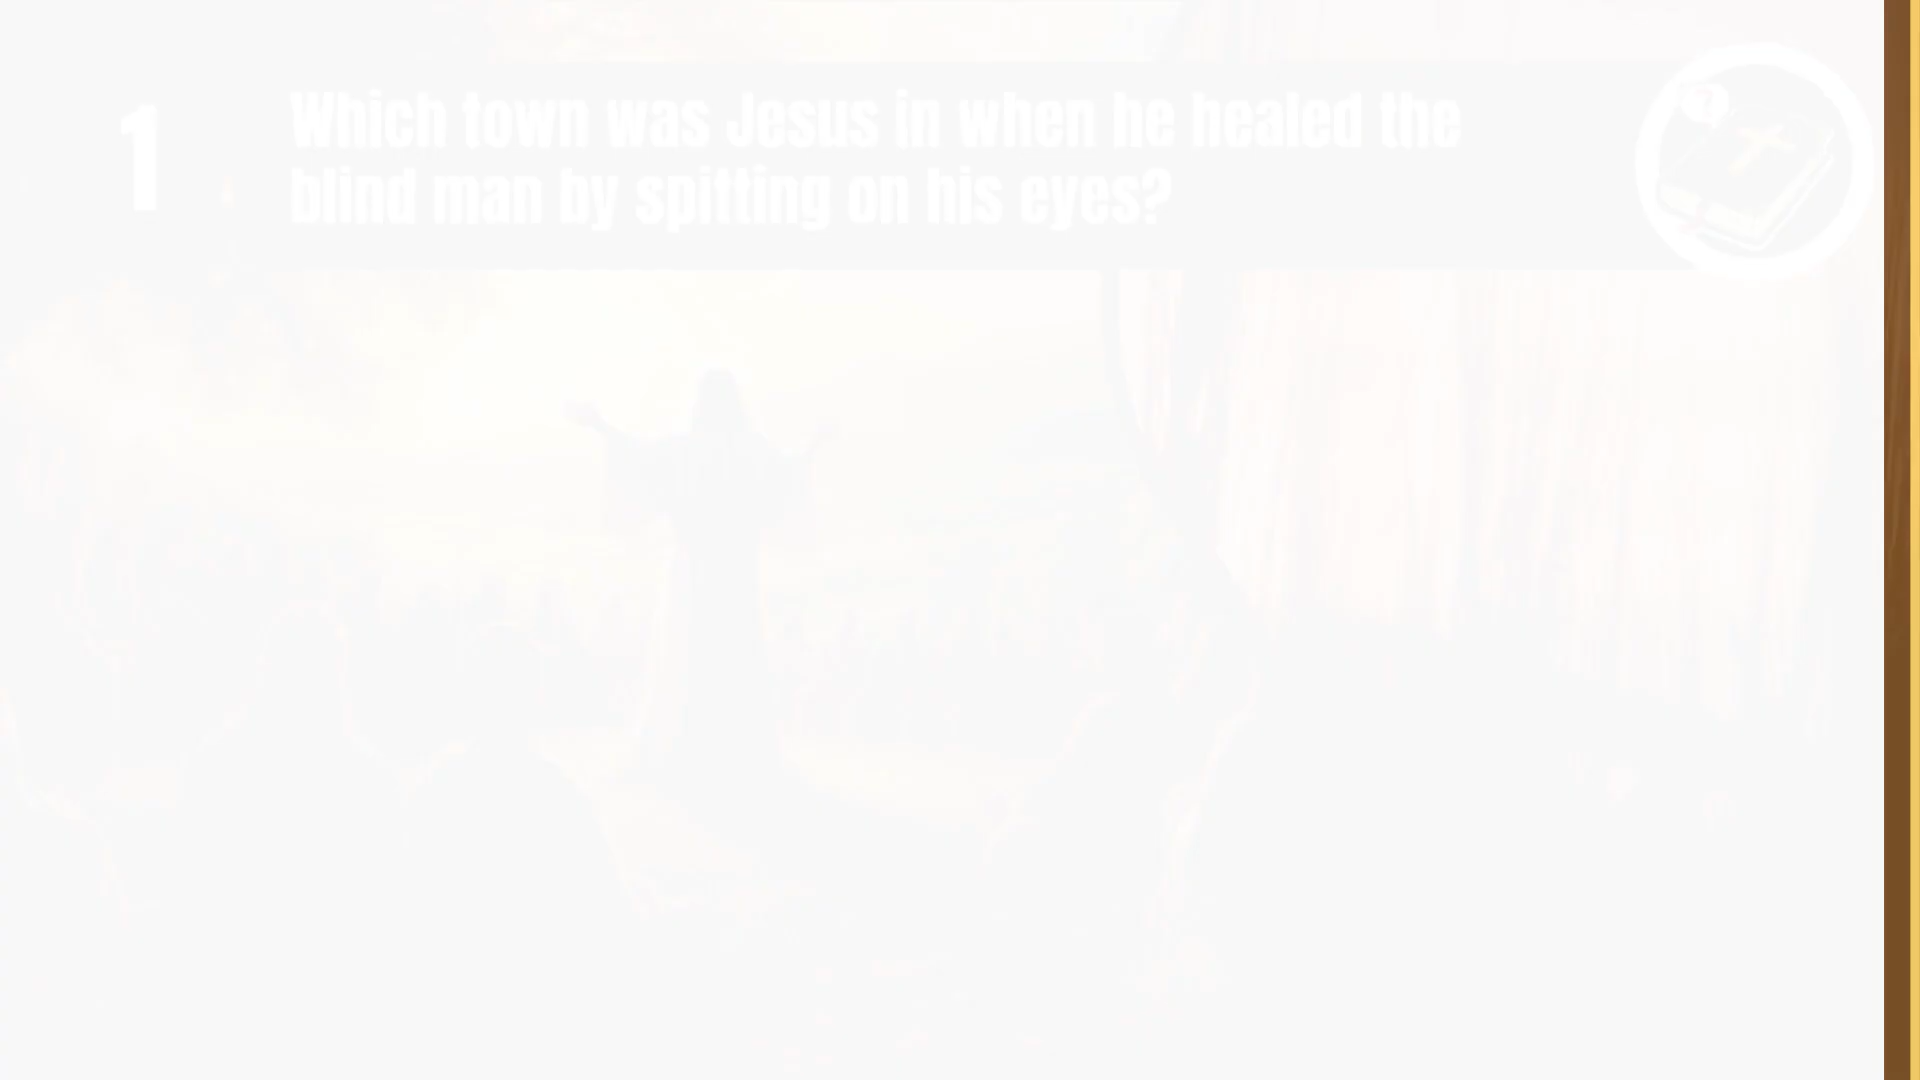 1
Which town was Jesus in when he healed the
blind man by spitting on his eyes?